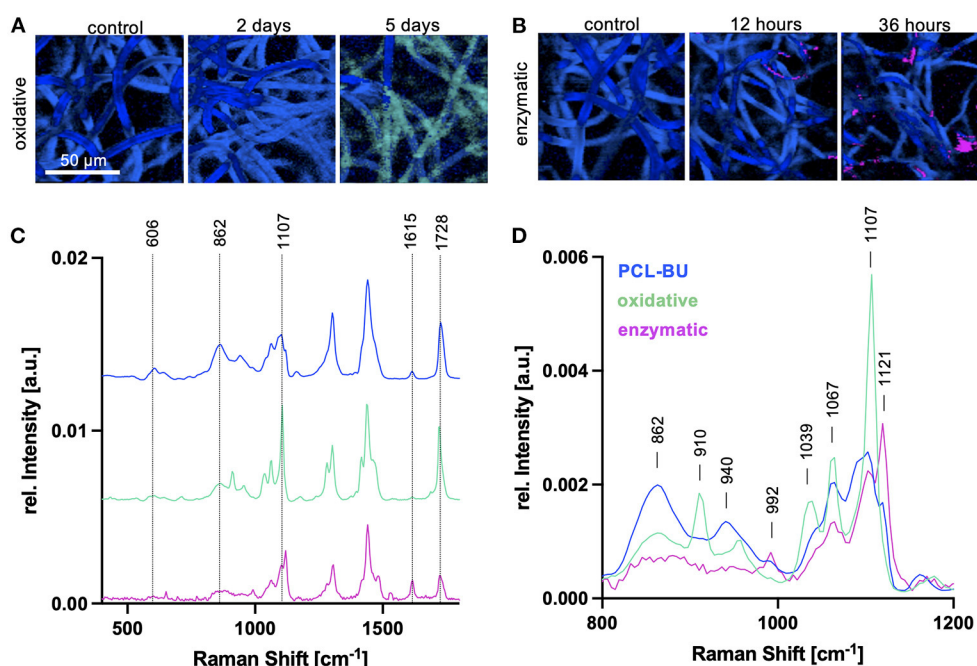 A
control
2 days
5 days
oxidative
50 µm
B
control
12 hours
36 hours
enzymatic
C
606
862
1107
1615
1728
0.02
0.01
0.00
rel. Intensity [a.u.]
500
1000
1500
Raman Shift [cm-1]
D
PCL-BU
oxidative
enzymatic
862
910
940
992
1039
1067
1107
1121
0.006
0.004
0.002
0.000
rel. Intensity [a.u.]
800
1000
1200
Raman Shift [cm-1]